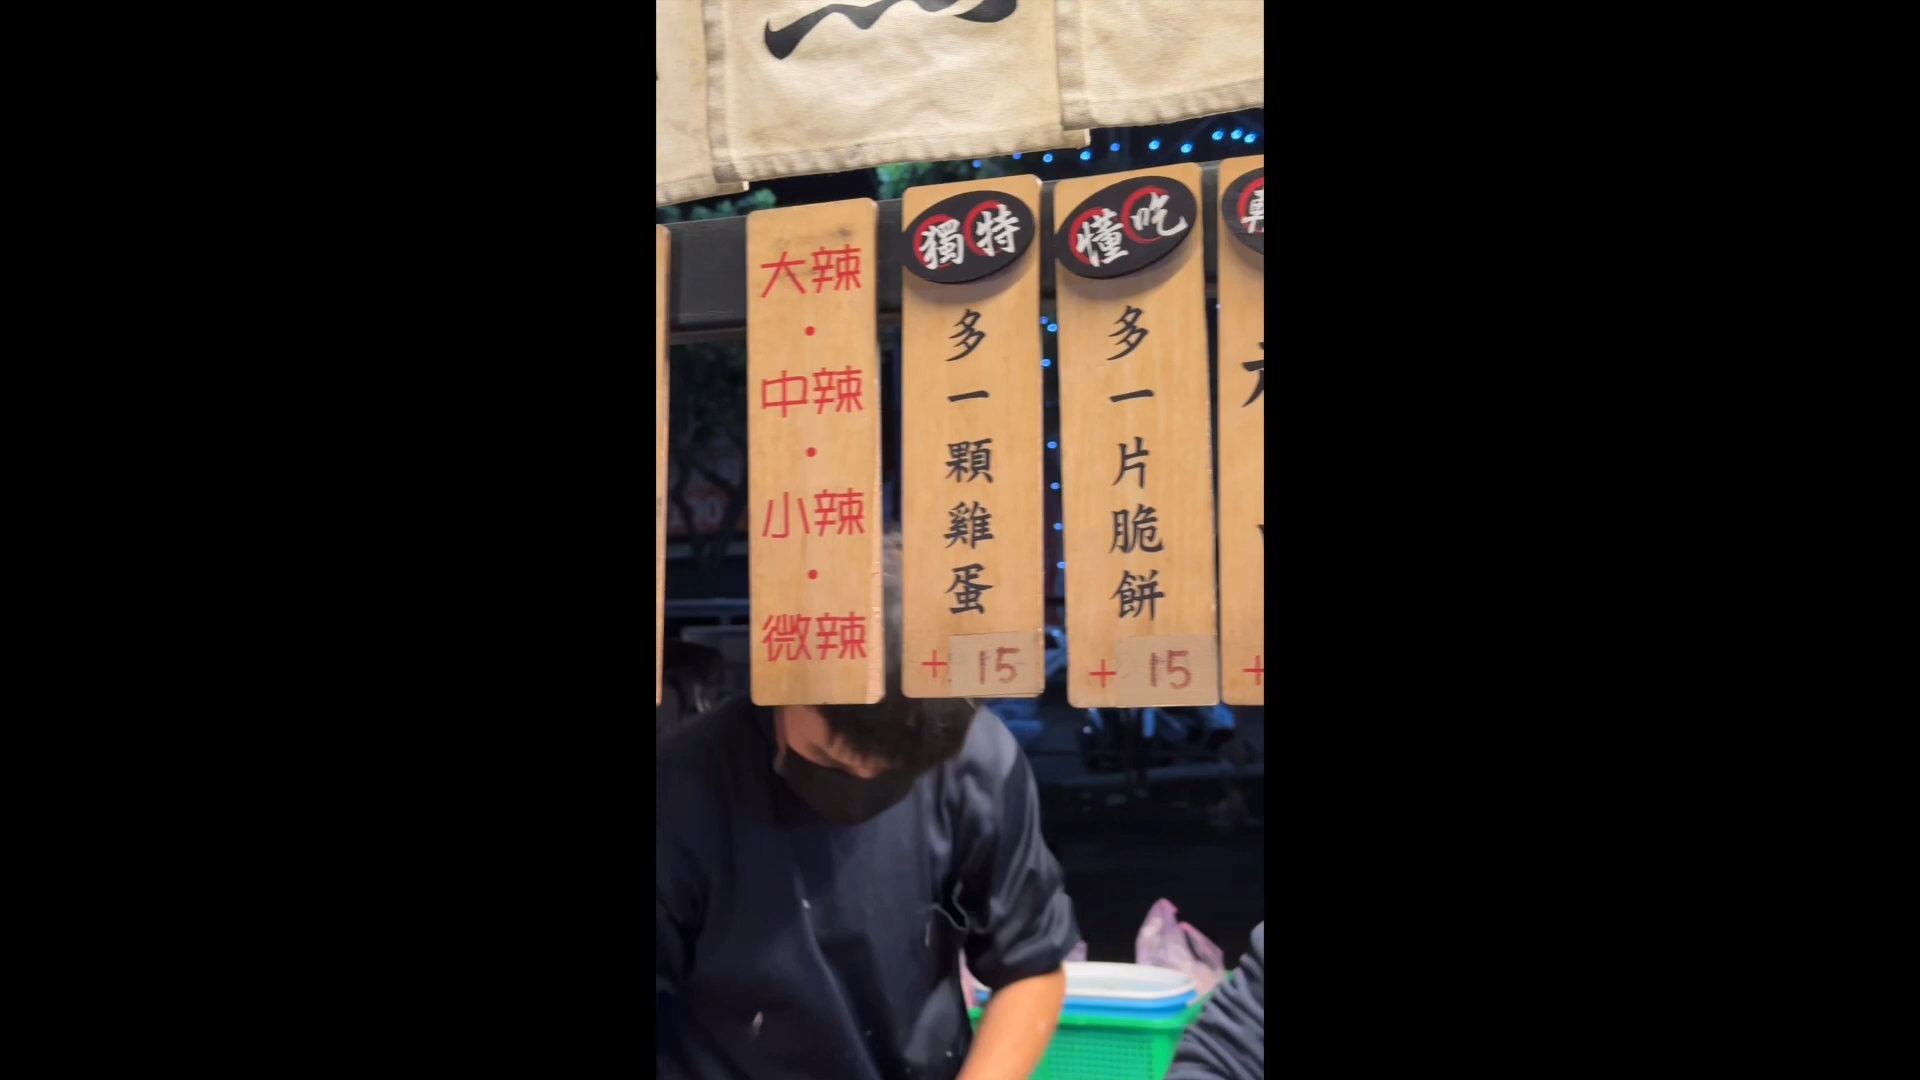 大辣
・
中辣
・
小辣
・
微辣
獨特
多一顆雞蛋
+15
懂吃
多一片脆餅
+15
+